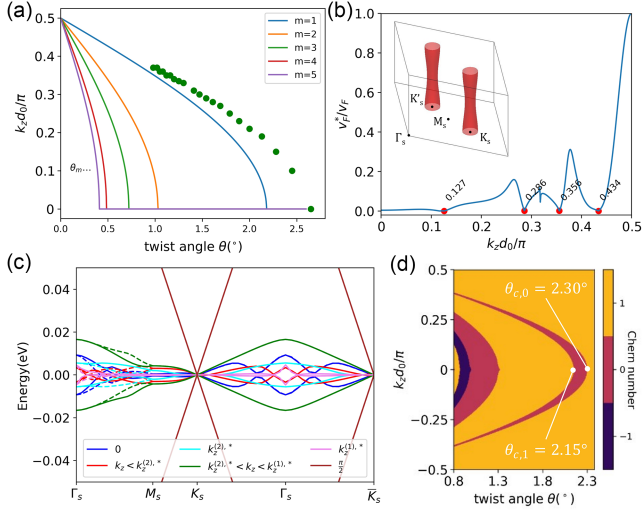 (a)
k_z d_0/π
0.5
0.4
0.3
0.2
0.1
0.0
θ_m...
m=1
m=2
m=3
m=4
m=5
0.0 0.5 1.0 1.5 2.0 2.5
twist angle θ(°)
(b)
v_F^*/v_F
1.0
0.8
0.6
0.4
0.2
0.0
K'_s
M_s
Γ_s
K_s
0.127
0.286
0.356
0.434
0 0.1 0.2 0.3 0.4 0.5
k_z d_0/π
(c)
Energy(eV)
0.04
0.02
0.00
−0.02
−0.04
0
k_z < k_z^{(2),*}
k_z^{(2),*}
k_z^{(2),*} < k_z < k_z^{(1),*}
k_z^{(1),*}
π/2
Γ_s M_s K_s Γ_s K̅_s
(d)
k_z d_0/π
0.5
0.25
0
−0.25
−0.5
θ_{c,0} = 2.30°
θ_{c,1} = 2.15°
0.8 1.3 1.8 2.3
twist angle θ(°)
1
0
−1
Chern number